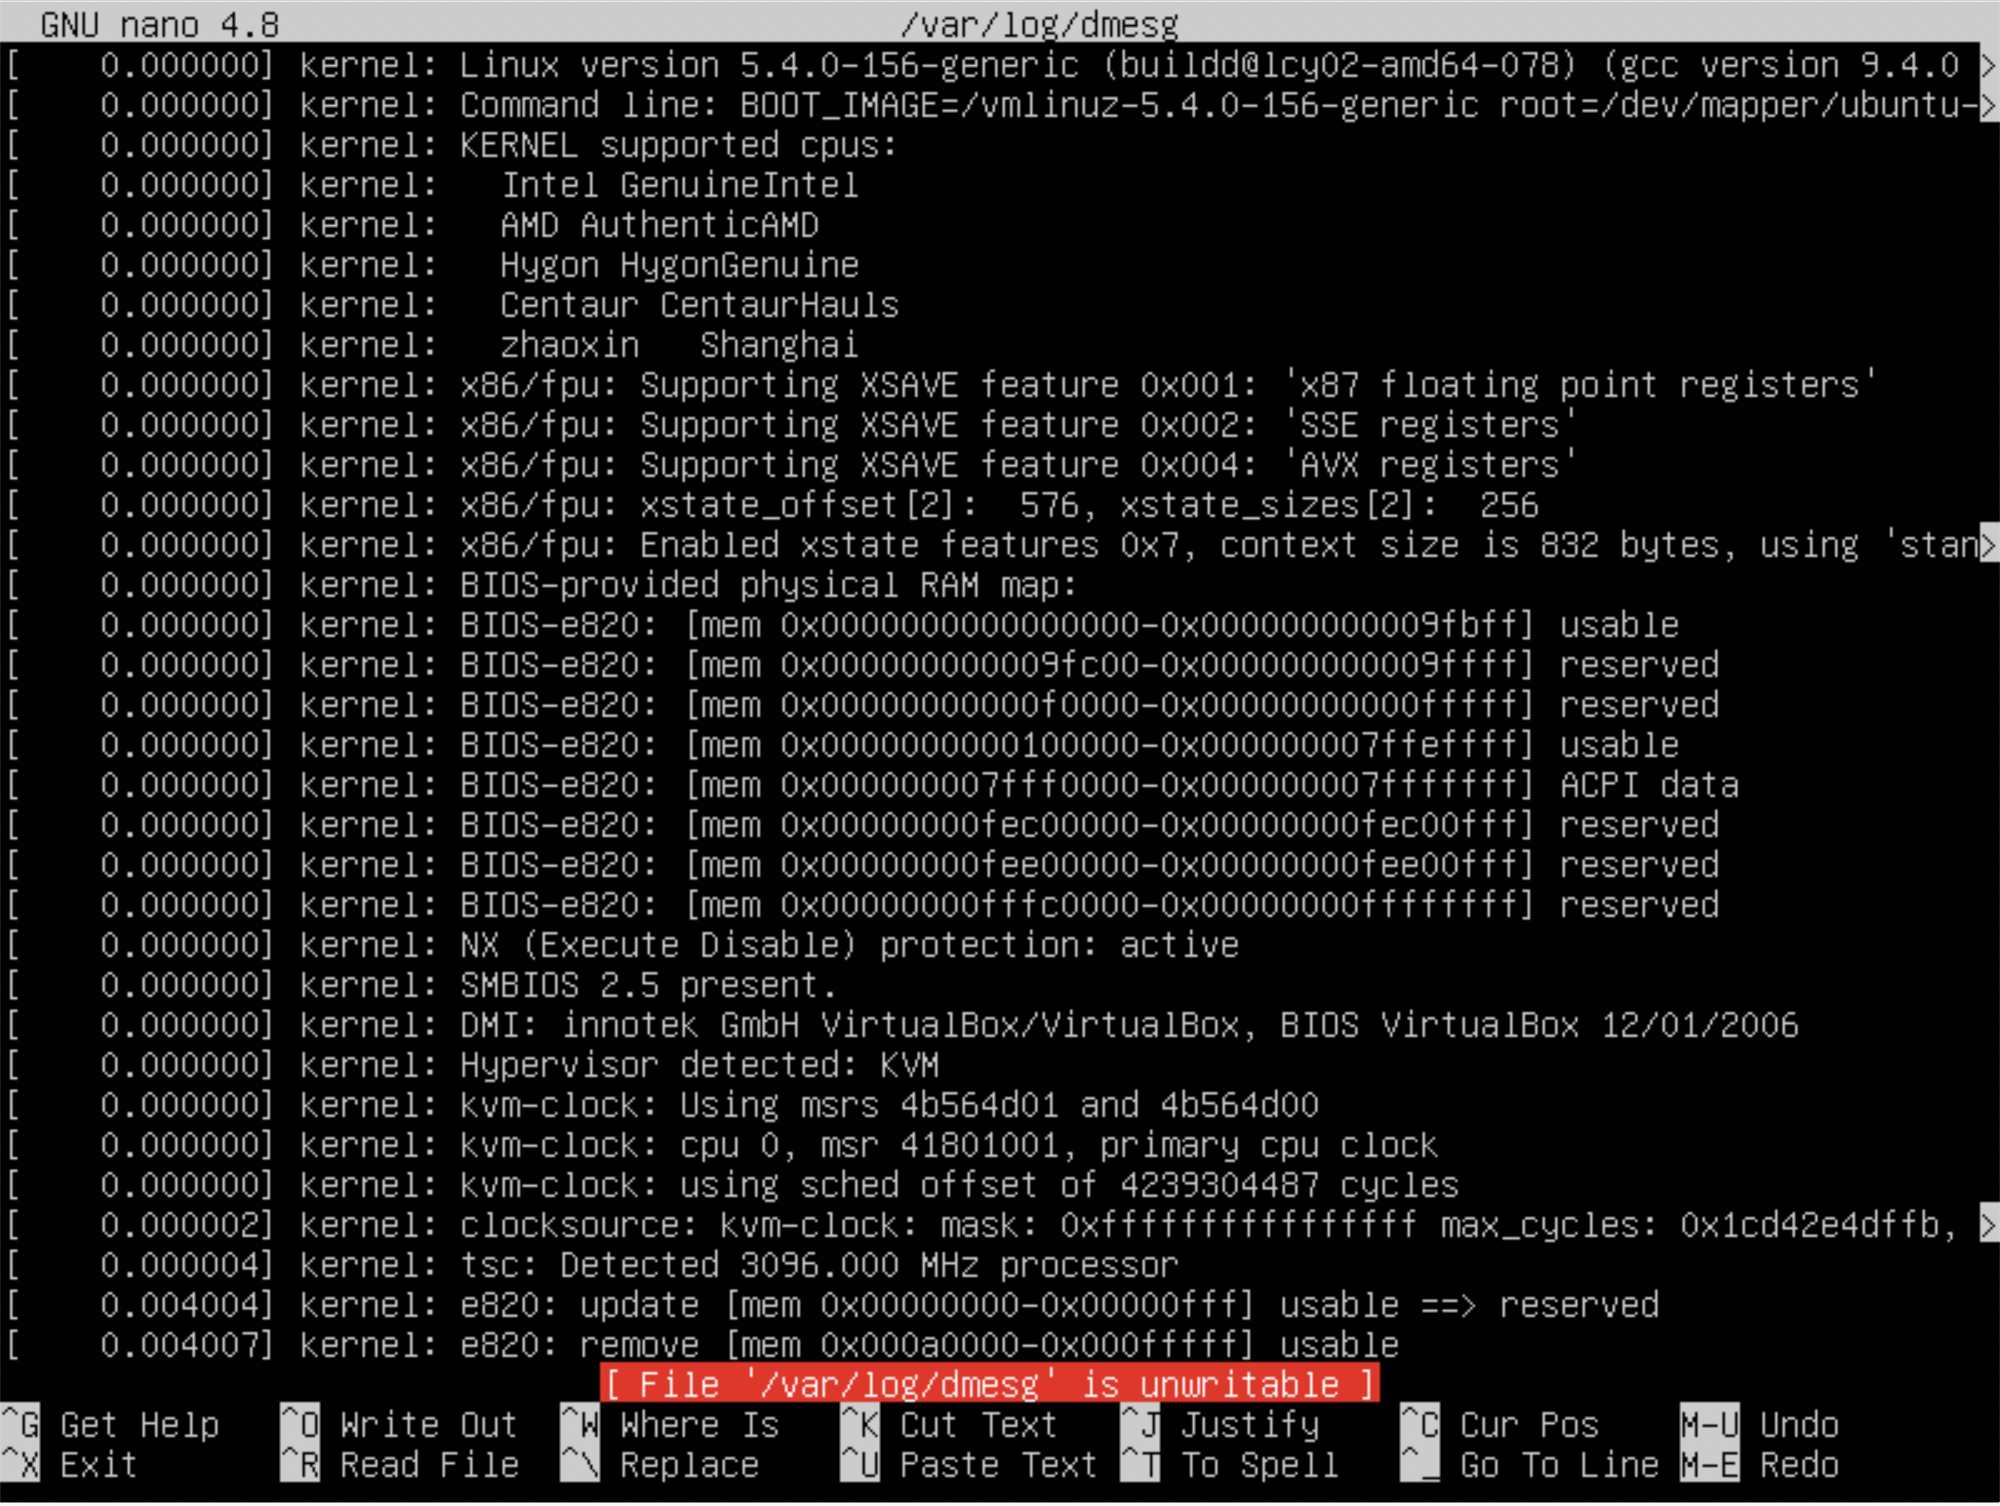 GNU nano 4.8 /var/log/dmesg
[    0.000000] kernel: Linux version 5.4.0-156-generic (buildd@lcy02-amd64-078) (gcc version 9.4.0 >
[    0.000000] kernel: Command line: BOOT_IMAGE=/vmlinuz-5.4.0-156-generic root=/dev/mapper/ubuntu->
[    0.000000] kernel: KERNEL supported cpus:
[    0.000000] kernel:   Intel GenuineIntel
[    0.000000] kernel:   AMD AuthenticAMD
[    0.000000] kernel:   Hygon HygonGenuine
[    0.000000] kernel:   Centaur CentaurHauls
[    0.000000] kernel:   zhaoxin   Shanghai
[    0.000000] kernel: x86/fpu: Supporting XSAVE feature 0x001: 'x87 floating point registers'
[    0.000000] kernel: x86/fpu: Supporting XSAVE feature 0x002: 'SSE registers'
[    0.000000] kernel: x86/fpu: Supporting XSAVE feature 0x004: 'AVX registers'
[    0.000000] kernel: x86/fpu: xstate_offset[2]:  576, xstate_sizes[2]:  256
[    0.000000] kernel: x86/fpu: Enabled xstate features 0x7, context size is 832 bytes, using 'stan>
[    0.000000] kernel: BIOS-provided physical RAM map:
[    0.000000] kernel: BIOS-e820: [mem 0x0000000000000000-0x000000000009fbff] usable
[    0.000000] kernel: BIOS-e820: [mem 0x000000000009fc00-0x000000000009ffff] reserved
[    0.000000] kernel: BIOS-e820: [mem 0x00000000000f0000-0x00000000000fffff] reserved
[    0.000000] kernel: BIOS-e820: [mem 0x0000000000100000-0x000000007ffeffff] usable
[    0.000000] kernel: BIOS-e820: [mem 0x000000007fff0000-0x000000007fffffff] ACPI data
[    0.000000] kernel: BIOS-e820: [mem 0x00000000fec00000-0x00000000fec00fff] reserved
[    0.000000] kernel: BIOS-e820: [mem 0x00000000fee00000-0x00000000fee00fff] reserved
[    0.000000] kernel: BIOS-e820: [mem 0x00000000fffc0000-0x00000000ffffffff] reserved
[    0.000000] kernel: NX (Execute Disable) protection: active
[    0.000000] kernel: SMBIOS 2.5 present.
[    0.000000] kernel: DMI: innotek GmbH VirtualBox/VirtualBox, BIOS VirtualBox 12/01/2006
[    0.000000] kernel: Hypervisor detected: KVM
[    0.000000] kernel: kvm-clock: Using msrs 4b564d01 and 4b564d00
[    0.000000] kernel: kvm-clock: cpu 0, msr 41801001, primary cpu clock
[    0.000000] kernel: kvm-clock: using sched offset of 4239304487 cycles
[    0.000002] kernel: clocksource: kvm-clock: mask: 0xffffffffffffffff max_cycles: 0x1cd42e4dffb, >
[    0.000004] kernel: tsc: Detected 3096.000 MHz processor
[    0.004004] kernel: e820: update [mem 0x00000000-0x00000fff] usable ==> reserved
[    0.004007] kernel: e820: remove [mem 0x000a0000-0x000fffff] usable
[ File '/var/log/dmesg' is unwritable ]
^G Get Help ^O Write Out ^W Where Is ^K Cut Text ^J Justify ^C Cur Pos M-U Undo
^X Exit ^R Read File ^\ Replace ^U Paste Text ^T To Spell ^_ Go To Line M-E Redo